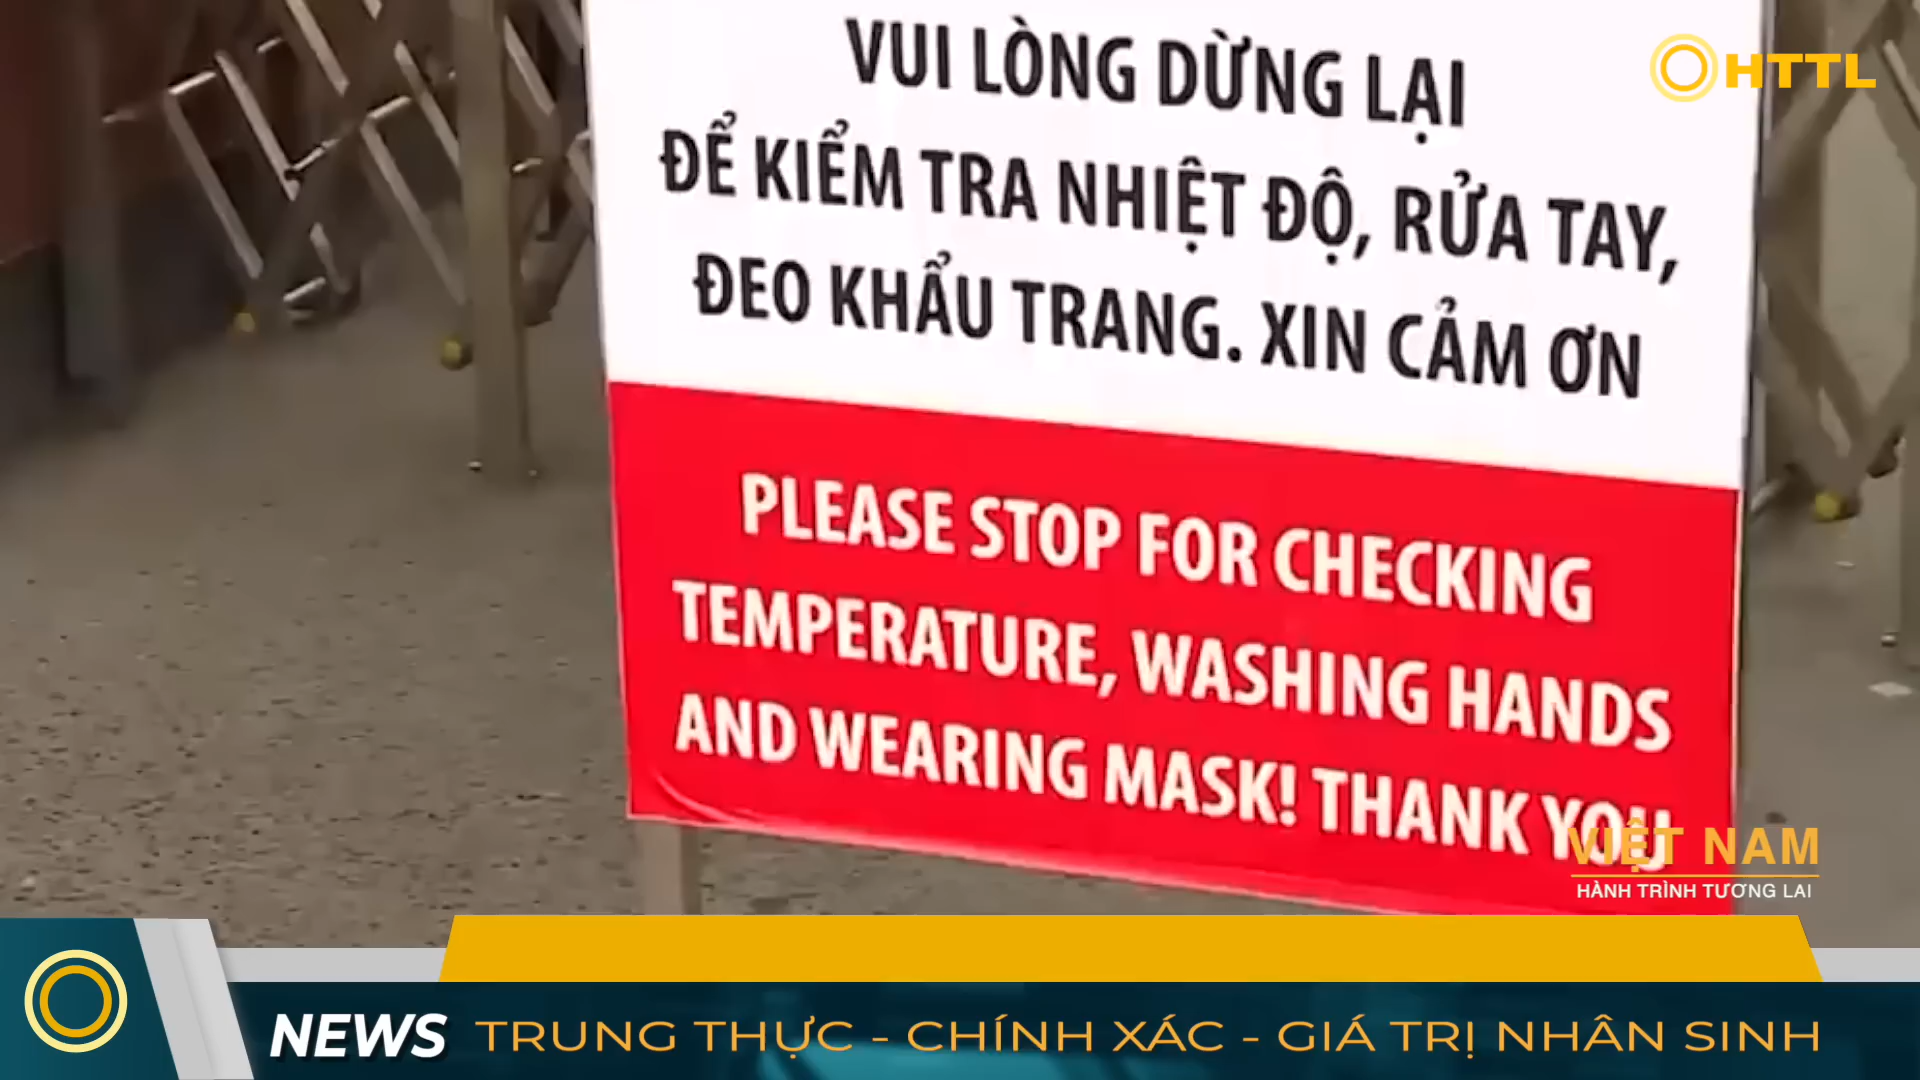 VUI LÒNG DỪNG LẠI
ĐỂ KIỂM TRA NHIỆT ĐỘ, RỬA TAY,
ĐEO KHẨU TRANG. XIN CẢM ƠN
PLEASE STOP FOR CHECKING
TEMPERATURE, WASHING HANDS
AND WEARING MASK! THANK YOU
HTTL
VIỆT NAM
HÀNH TRÌNH TƯƠNG LAI
NEWS TRUNG THỰC - CHÍNH XÁC - GIÁ TRỊ NHÂN SINH